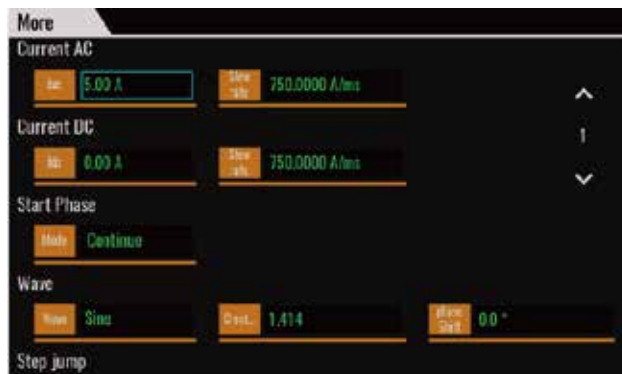 More
Current AC
Iac 5.00 A Slew rate 750.0000 A/ms
1
Current DC
Idc 0.00 A Slew rate 750.0000 A/ms
Start Phase
Mode Continue
Wave
Wave Sine Crest.. 1.414 phase Shift 0.0 °
Step jump